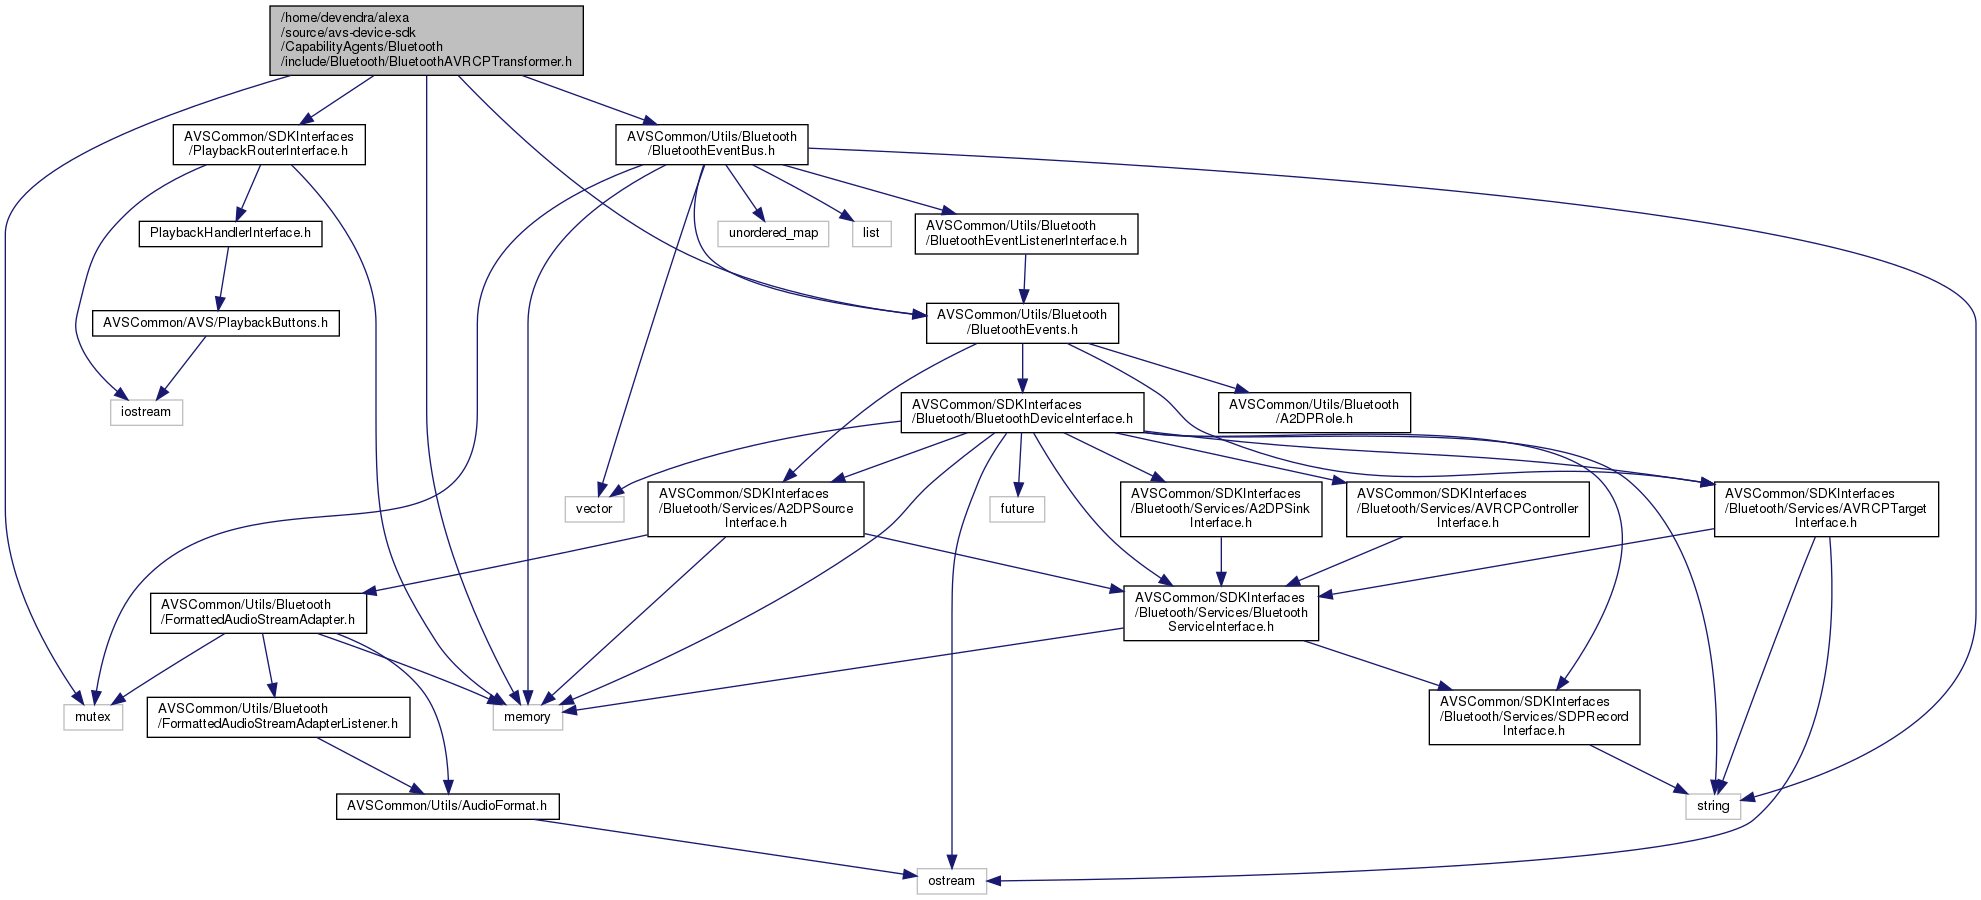 /home/devendra/alexa
/source/avs-device-sdk
/CapabilityAgents/Bluetooth
/include/Bluetooth/BluetoothAVRCPTransformer.h
AVSCommon/SDKInterfaces
/PlaybackRouterInterface.h
AVSCommon/Utils/Bluetooth
/BluetoothEventBus.h
PlaybackHandlerInterface.h
unordered_map
list
AVSCommon/Utils/Bluetooth
/BluetoothEventListenerInterface.h
AVSCommon/AVS/PlaybackButtons.h
AVSCommon/Utils/Bluetooth
/BluetoothEvents.h
iostream
AVSCommon/SDKInterfaces
/Bluetooth/BluetoothDeviceInterface.h
AVSCommon/Utils/Bluetooth
/A2DPRole.h
vector
AVSCommon/SDKInterfaces
/Bluetooth/Services/A2DPSource
Interface.h
future
AVSCommon/SDKInterfaces
/Bluetooth/Services/A2DPSink
Interface.h
AVSCommon/SDKInterfaces
/Bluetooth/Services/AVRCPController
Interface.h
AVSCommon/SDKInterfaces
/Bluetooth/Services/AVRCPTarget
Interface.h
AVSCommon/Utils/Bluetooth
/FormattedAudioStreamAdapter.h
AVSCommon/SDKInterfaces
/Bluetooth/Services/Bluetooth
ServiceInterface.h
mutex
AVSCommon/Utils/Bluetooth
/FormattedAudioStreamAdapterListener.h
memory
AVSCommon/SDKInterfaces
/Bluetooth/Services/SDPRecord
Interface.h
AVSCommon/Utils/AudioFormat.h
string
ostream